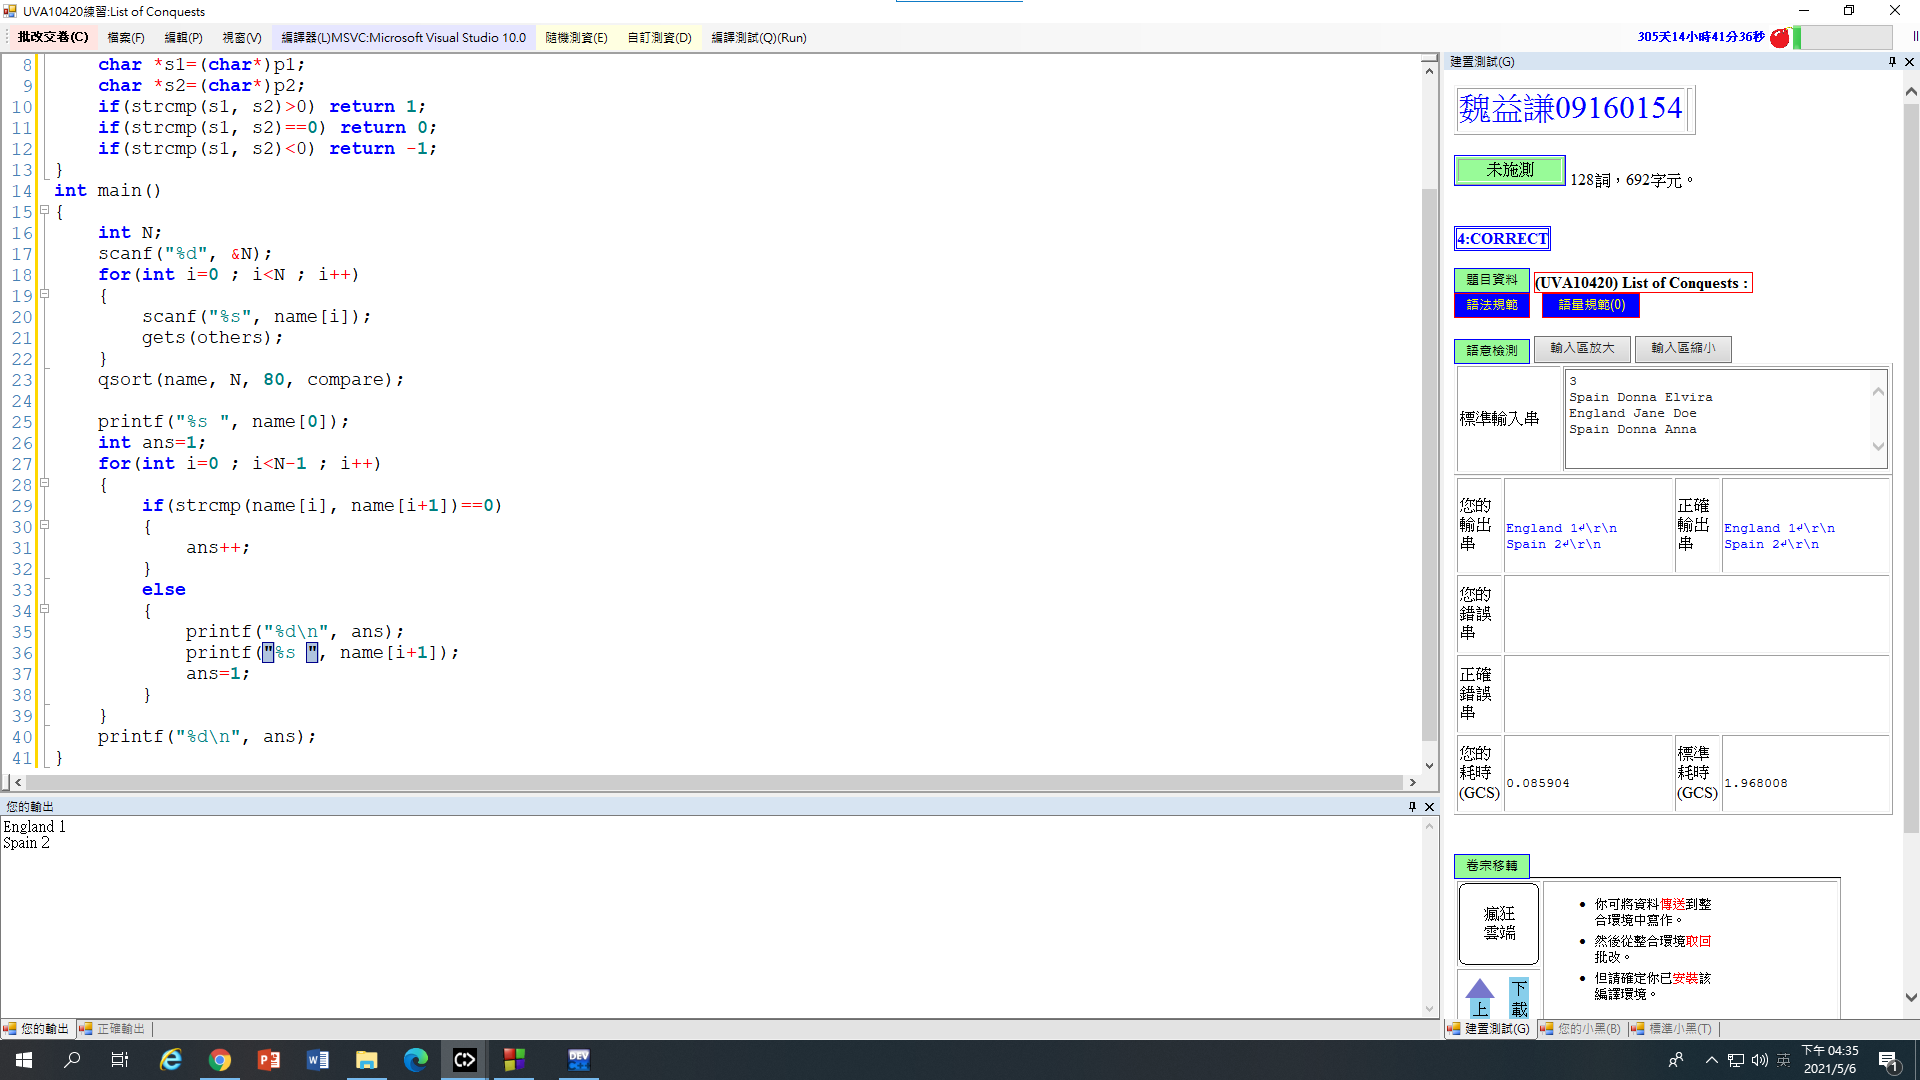 UVA10420練習:List of Conquests
批改交卷(C) 檔案(F) 編輯(P) 視窗(V) 編譯器(L)MSVC:Microsoft Visual Studio 10.0 隨機測資(E) 自訂測資(D) 編譯測試(Q)(Run)
305天14小時41分36秒
8 char *s1=(char*)p1;
9 char *s2=(char*)p2;
10 if(strcmp(s1, s2)>0) return 1;
11 if(strcmp(s1, s2)==0) return 0;
12 if(strcmp(s1, s2)<0) return -1;
13 }
14 int main()
15 {
16 int N;
17 scanf("%d", &N);
18 for(int i=0 ; i<N ; i++)
19 {
20 scanf("%s", name[i]);
21 gets(others);
22 }
23 qsort(name, N, 80, compare);
24
25 printf("%s ", name[0]);
26 int ans=1;
27 for(int i=0 ; i<N-1 ; i++)
28 {
29 if(strcmp(name[i], name[i+1])==0)
30 {
31 ans++;
32 }
33 else
34 {
35 printf("%d\n", ans);
36 printf("%s ", name[i+1]);
37 ans=1;
38 }
39 }
40 printf("%d\n", ans);
41 }
您的輸出
England 1
Spain 2
您的輸出 正確輸出
建置測試(G)
魏益謙09160154
未施測 128詞，692字元。
4:CORRECT
題目資料 (UVA10420) List of Conquests :
語法規範 語量規範(0)
語意檢測 輸入區放大 輸入區縮小
標準輸入串
3
Spain Donna Elvira
England Jane Doe
Spain Donna Anna
您的輸出串
England 1↲\r\n
Spain 2↲\r\n
正確輸出串
England 1↲\r\n
Spain 2↲\r\n
您的錯誤串
正確錯誤串
您的耗時(GCS) 0.085904 標準耗時(GCS) 1.968008
卷宗移轉
瘋狂
雲端
你可將資料傳送到整
合環境中寫作。
然後從整合環境取回
批改。
但請確定你已安裝該
編譯環境。
上
下載
建置測試(G) 您的小黑(B) 標準小黑(T)
DEV
英
下午 04:35
2021/5/6
1